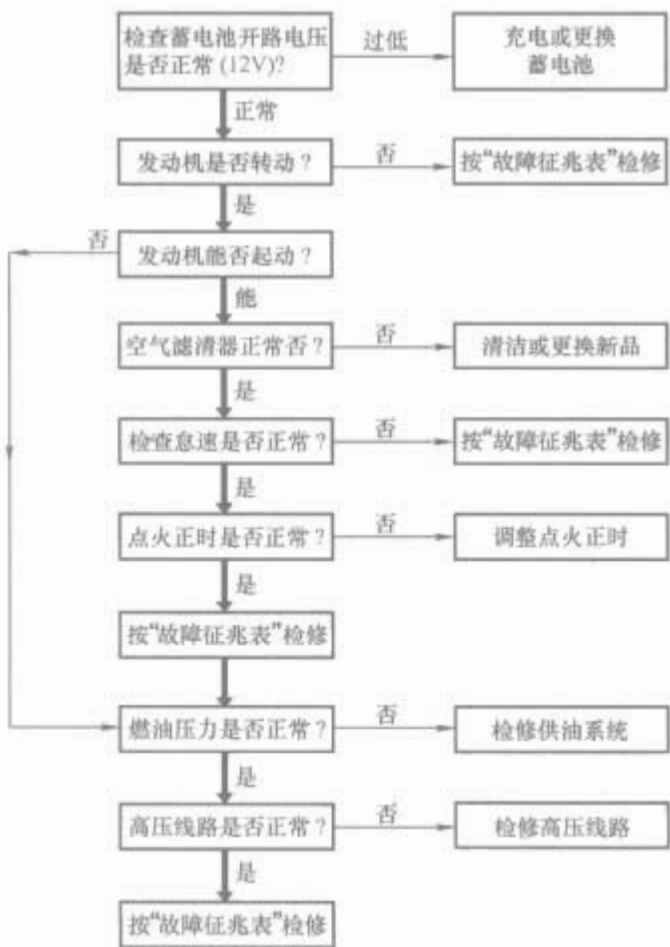 检查蓄电池开路电压
是否正常(12V)?
过低
充电或更换
蓄电池
正常
发动机是否转动?
否
按“故障征兆表”检修
是
否
发动机能否起动?
能
空气滤清器正常否?
否
清洁或更换新品
是
检查怠速是否正常?
否
按“故障征兆表”检修
是
点火正时是否正常?
否
调整点火正时
是
按“故障征兆表”检修
燃油压力是否正常?
否
检修供油系统
是
高压线路是否正常?
否
检修高压线路
是
按“故障征兆表”检修